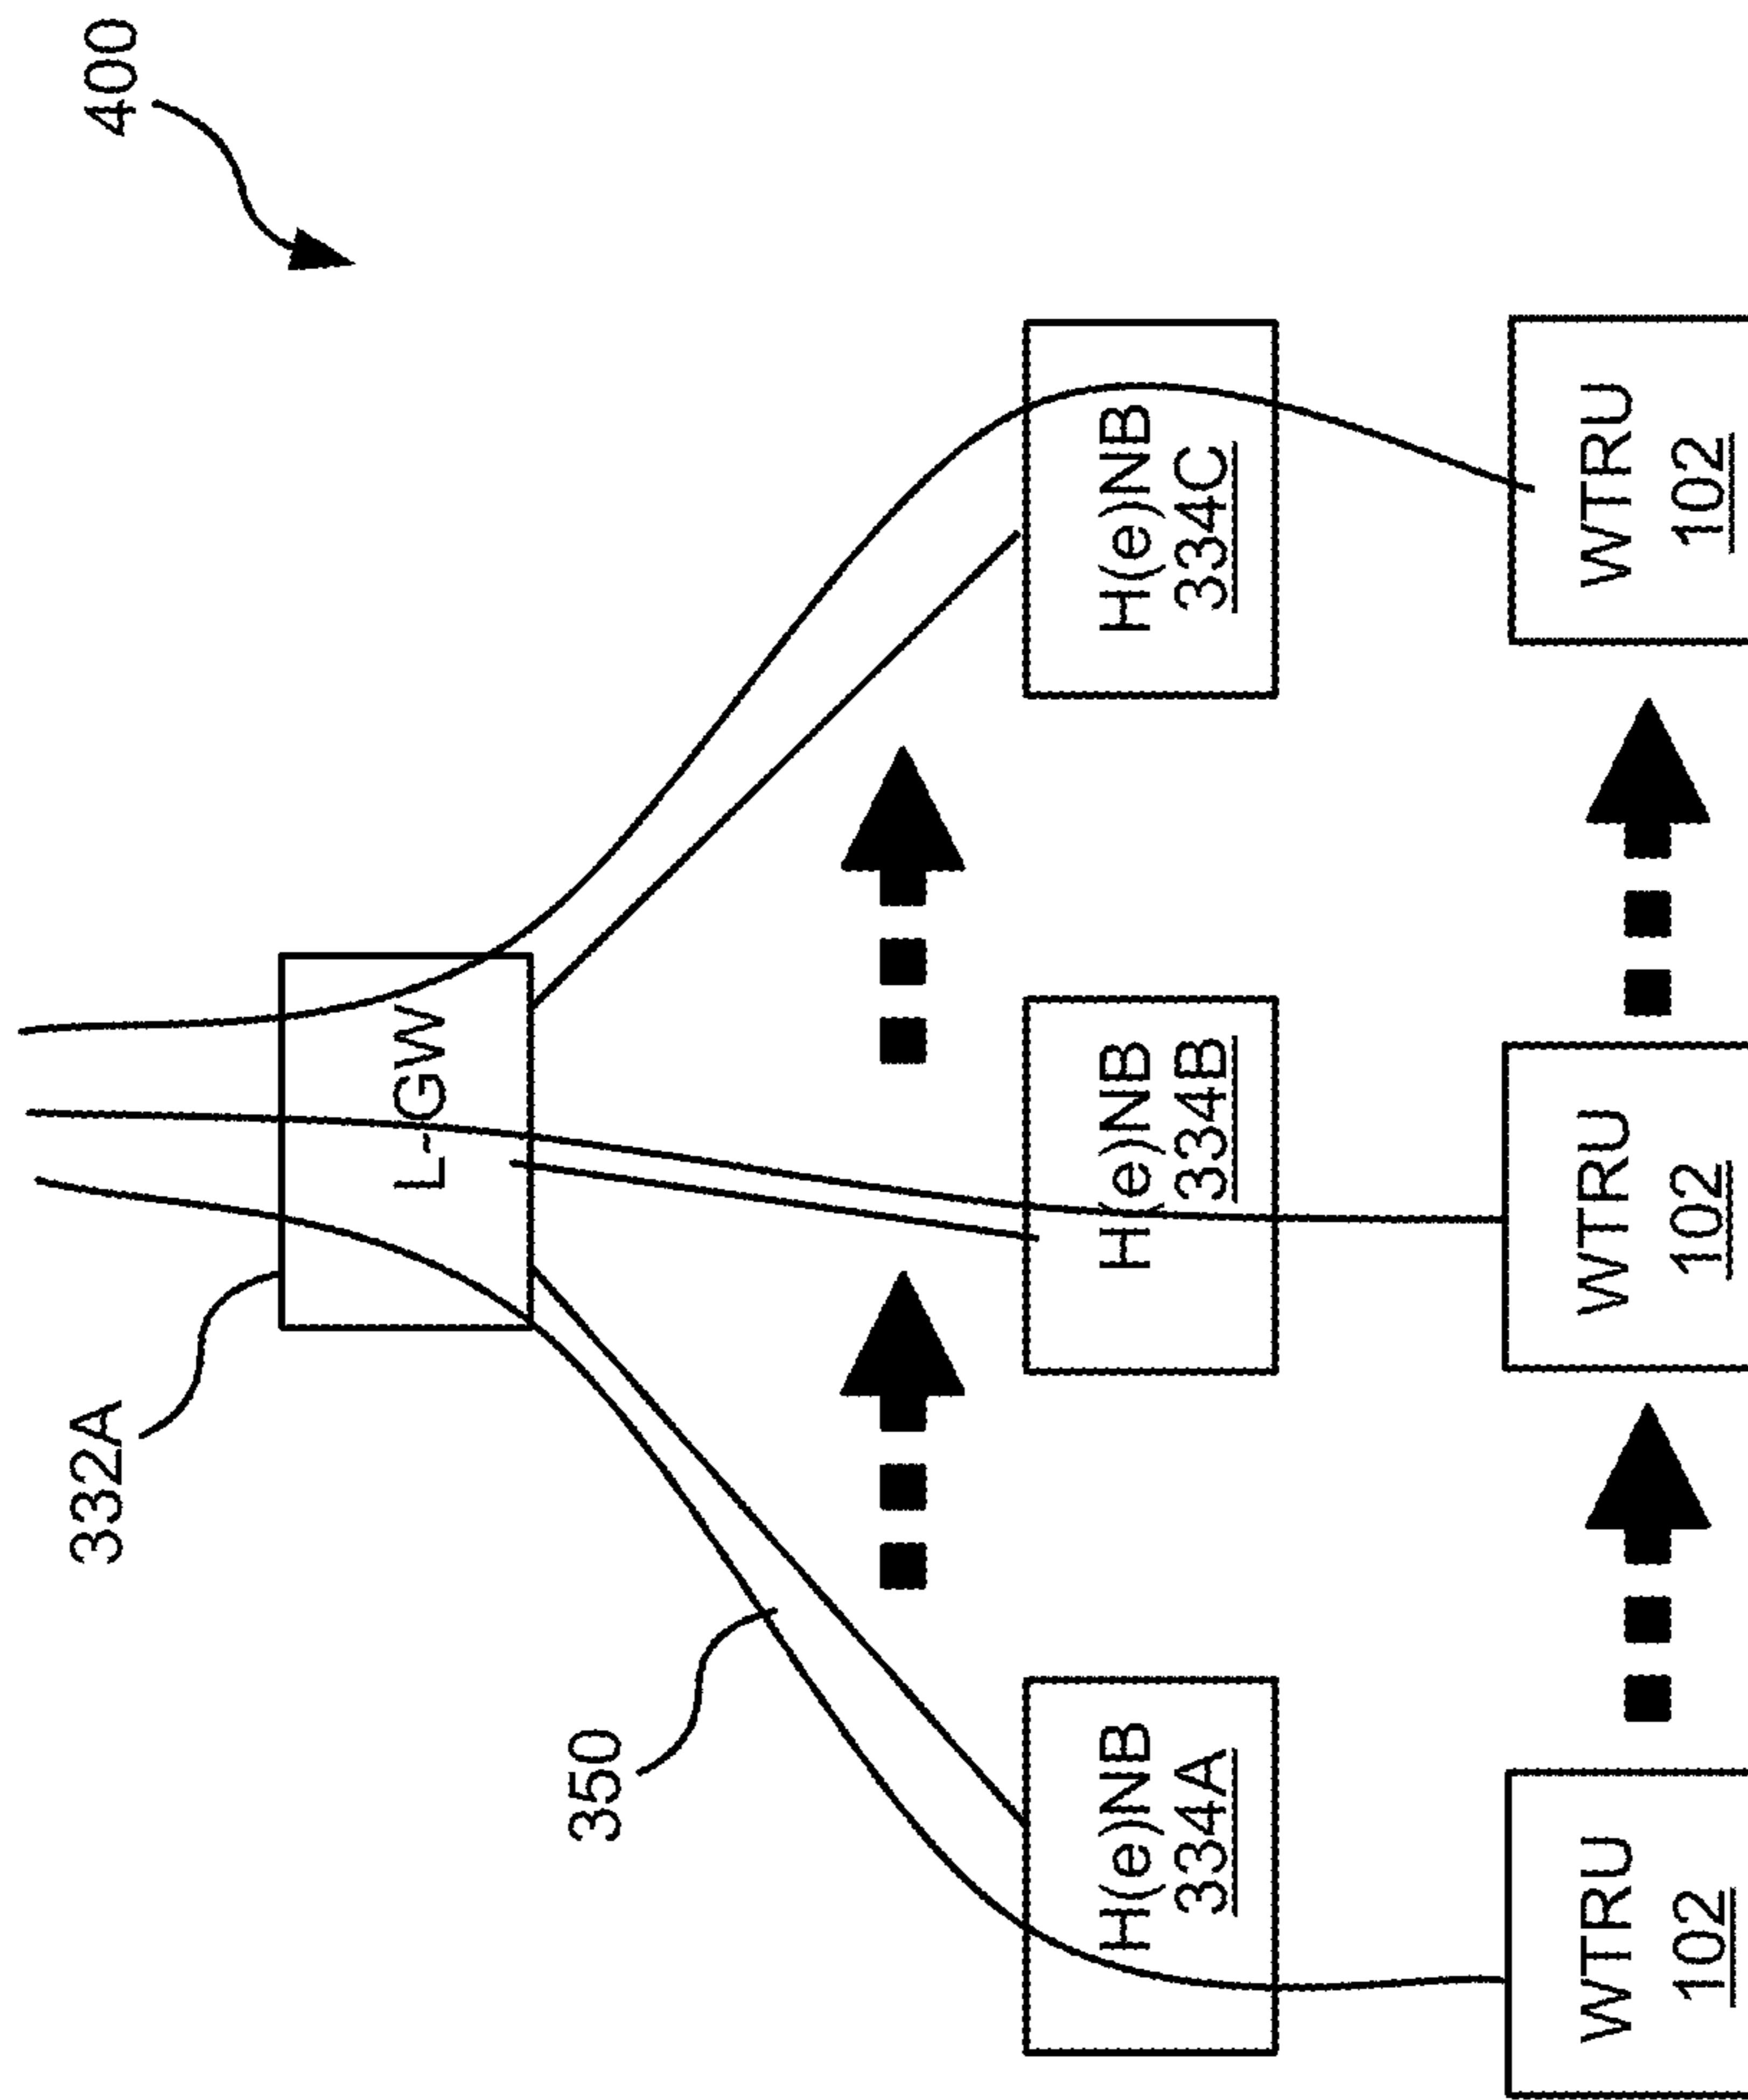 400
332A
L-GW
350
H(e)NB
334A
H(e)NB
334B
H(e)NB
334C
WTRU
102
WTRU
102
WTRU
102